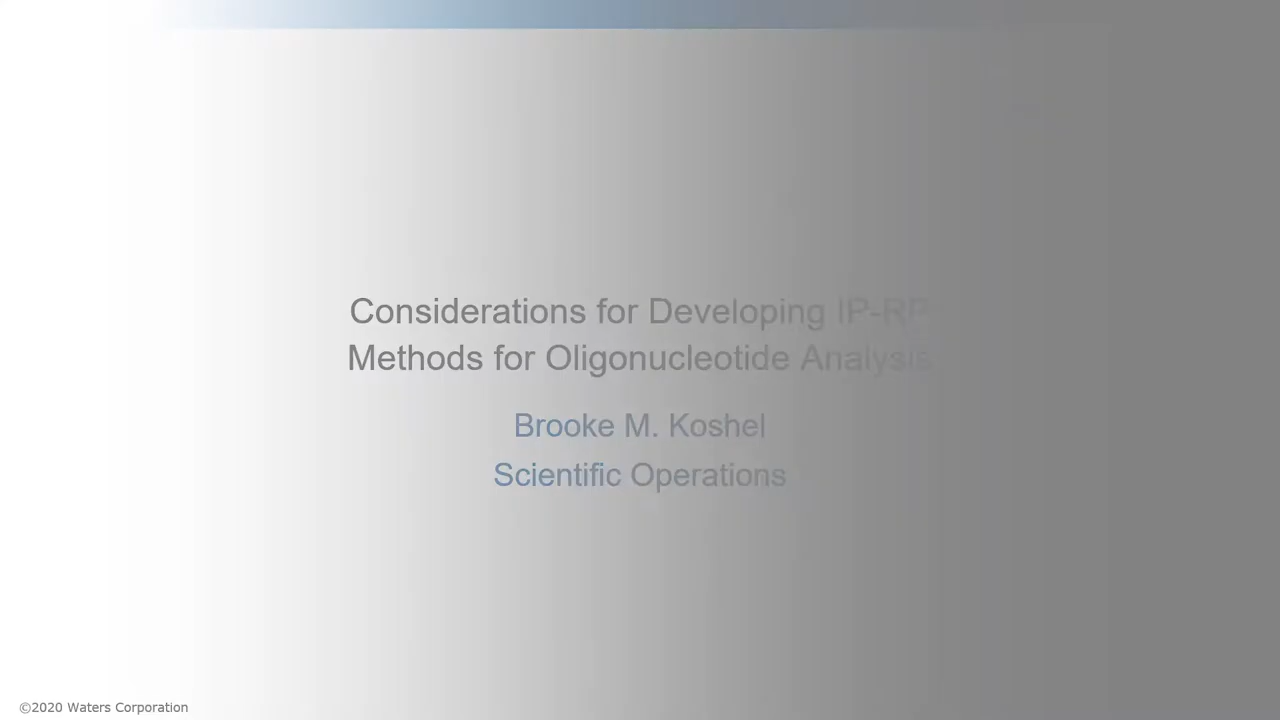 Considerations for Developing IP-RP
Methods for Oligonucleotide Analysis
Brooke M. Koshel
Scientific Operations
©2020 Waters Corporation